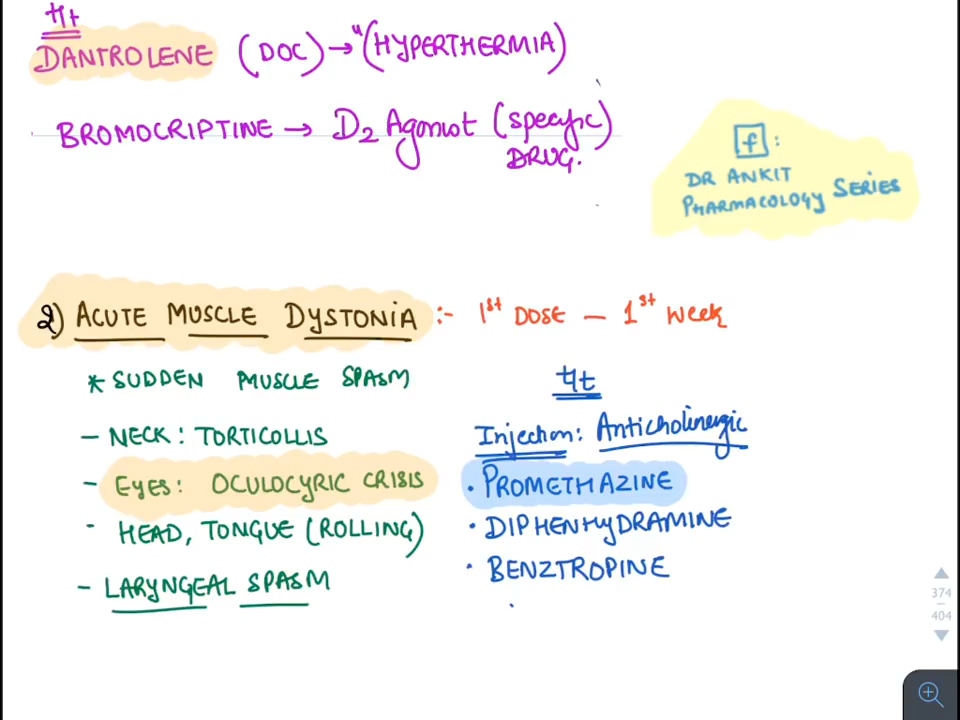 Tt
DANTROLENE (DOC) → "(HYPERTHERMIA)
BROMOCRIPTINE → D2 Agonist (specific)
DRUG.
f :
DR ANKIT
PHARMACOLOGY SERIES
2) ACUTE MUSCLE DYSTONIA :- 1st DOSE – 1st Week
* SUDDEN MUSCLE SPASM
– NECK: TORTICOLLIS
– EYES: OCULOGYRIC CRISIS
- HEAD, TONGUE (ROLLING)
– LARYNGEAL SPASM
Tt
Injection: Anticholinergic
• PROMETHAZINE
• DIPHENHYDRAMINE
• BENZTROPINE
374
–
404